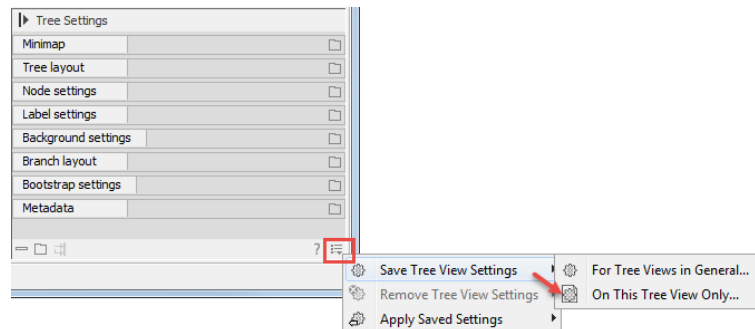 Tree Settings
Minimap
Tree layout
Node settings
Label settings
Background settings
Branch layout
Bootstrap settings
Metadata
?
Save Tree View Settings
For Tree Views in General...
Remove Tree View Settings
On This Tree View Only...
Apply Saved Settings